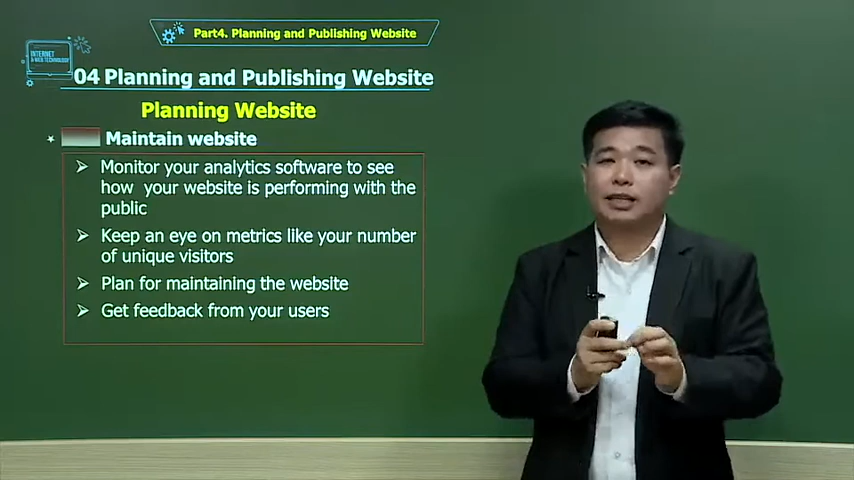 Part4. Planning and Publishing Website
INTERNET
& WEB TECHNOLOGY
04 Planning and Publishing Website
Planning Website
Maintain website
Monitor your analytics software to see
how your website is performing with the
public
Keep an eye on metrics like your number
of unique visitors
Plan for maintaining the website
Get feedback from your users